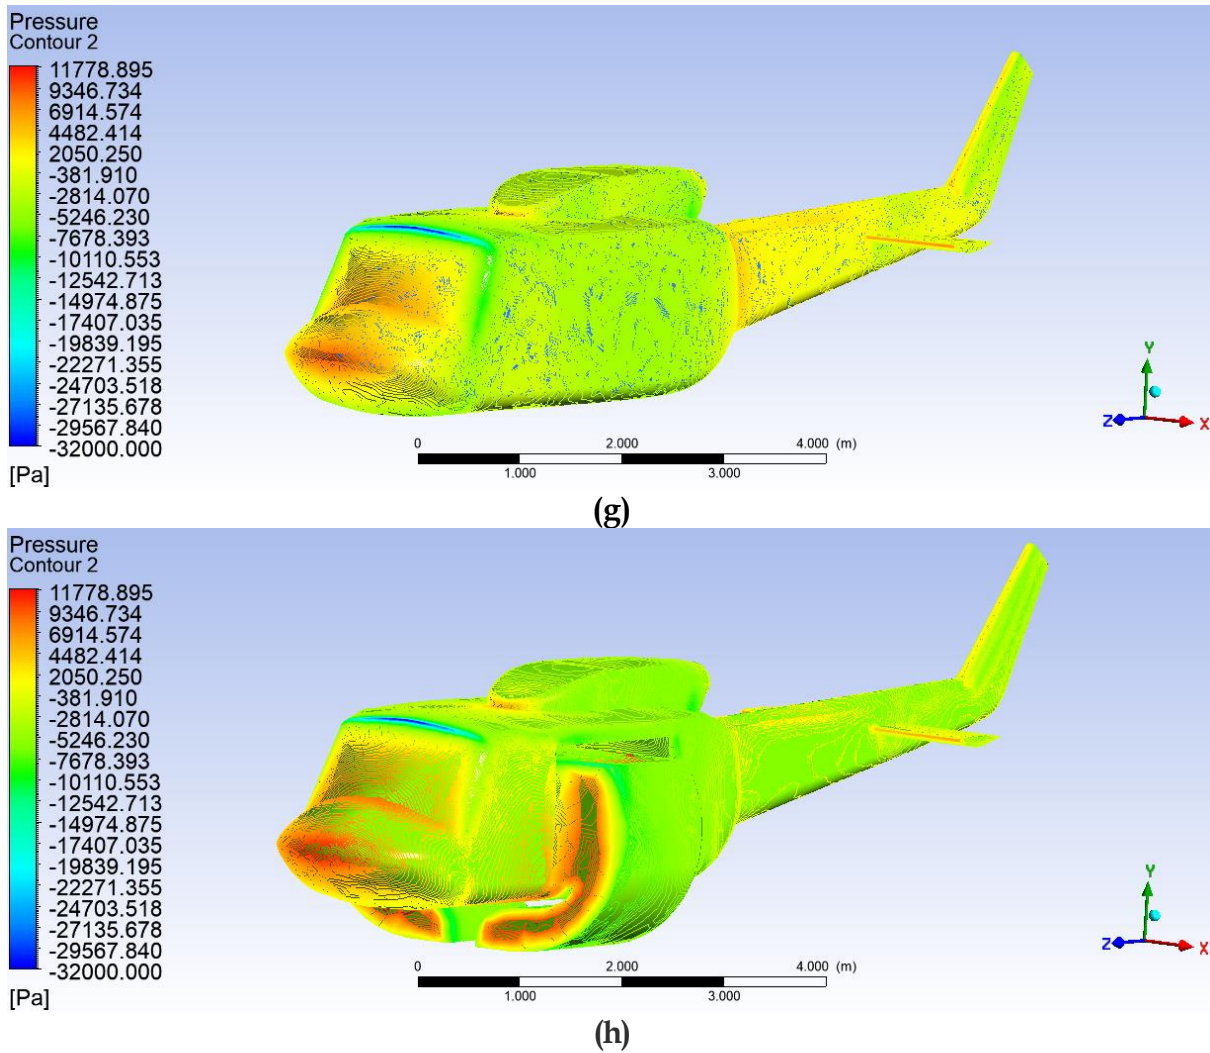 Pressure
Contour 2
11778.895
9346.734
6914.574
4482.414
2050.250
-381.910
-2814.070
-5246.230
-7678.393
-10110.553
-12542.713
-14974.875
-17407.035
-19839.195
-22271.355
-24703.518
-27135.678
-29567.840
-32000.000
[Pa]
0 2.000 4.000 (m)
1.000 3.000
Y
Z X
(g)
Pressure
Contour 2
11778.895
9346.734
6914.574
4482.414
2050.250
-381.910
-2814.070
-5246.230
-7678.393
-10110.553
-12542.713
-14974.875
-17407.035
-19839.195
-22271.355
-24703.518
-27135.678
-29567.840
-32000.000
[Pa]
0 2.000 4.000 (m)
1.000 3.000
Y
Z X
(h)